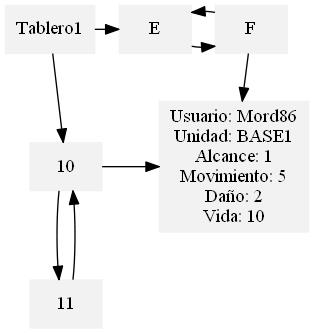 Tablero1
E
F
Usuario: Mord86
Unidad: BASE1
Alcance: 1
Movimiento: 5
Daño: 2
Vida: 10
10
11